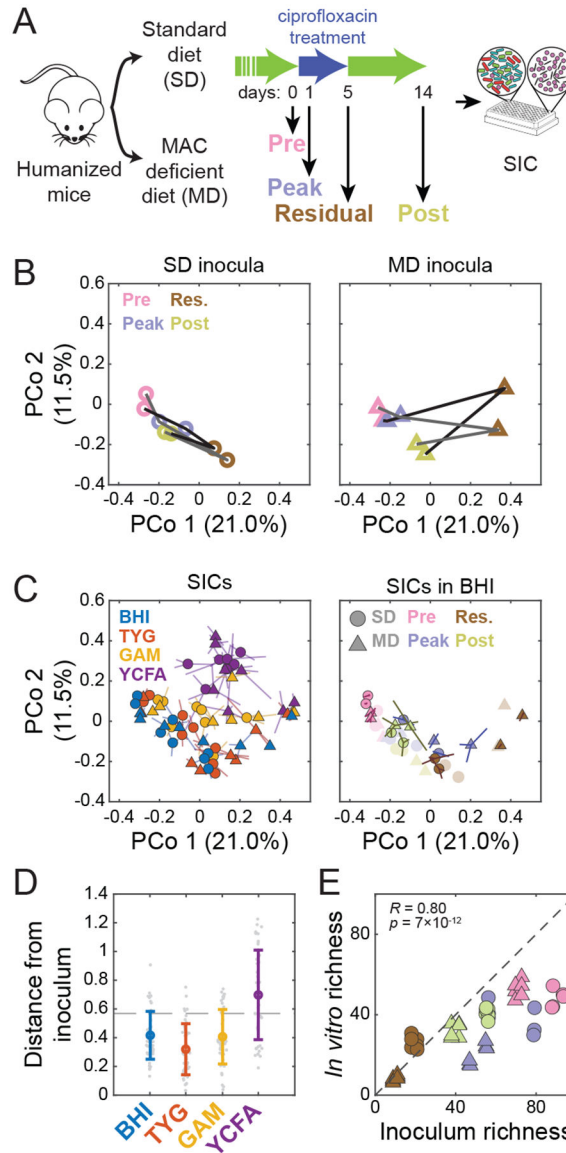 A
Standard
diet
(SD)
ciprofloxacin
treatment
days: 0 1 5 14
Humanized
mice
MAC
deficient
diet (MD)
Pre
Peak
Residual
Post
SIC
B
SD inocula
MD inocula
Pre Res.
Peak Post
PCo 2
(11.5%)
0.6
0.4
0.2
0
-0.2
-0.4
-0.4 -0.2 0 0.2 0.4
-0.4 -0.2 0 0.2 0.4
PCo 1 (21.0%)
PCo 1 (21.0%)
C
SICs
SICs in BHI
BHI
TYG
GAM
YCFA
SD Pre Res.
MD Peak Post
PCo 2
(11.5%)
0.6
0.4
0.2
0
-0.2
-0.4
-0.4 -0.2 0 0.2 0.4
-0.4 -0.2 0 0.2 0.4
PCo 1 (21.0%)
PCo 1 (21.0%)
D
Distance from
inoculum
1.4
1.2
1
0.8
0.6
0.4
0.2
0
BHI
TYG
GAM
YCFA
E
R = 0.80
p = 7×10-12
In vitro richness
80
40
0
0 40 80
Inoculum richness